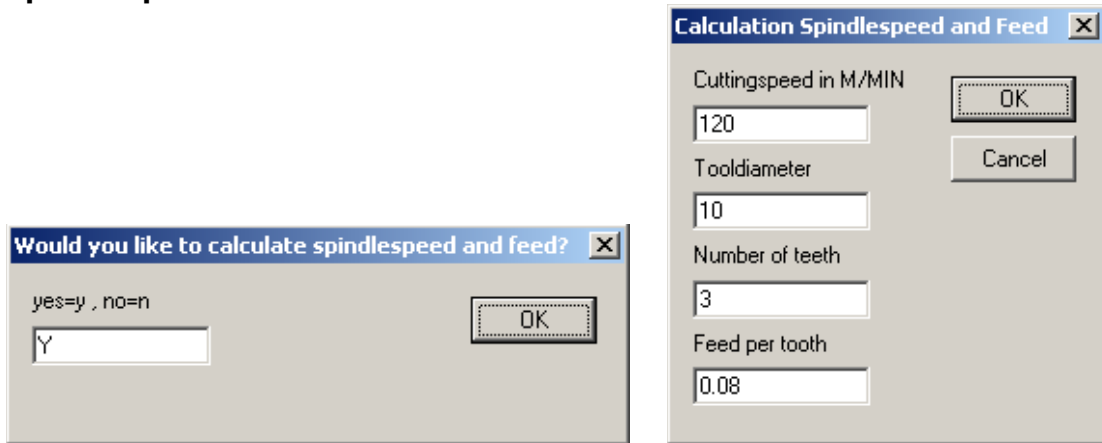 Would you like to calculate spindlespeed and feed?
yes=y , no=n
Y
OK
Calculation Spindlespeed and Feed
Cuttingspeed in M/MIN
120
OK
Cancel
Tooldiameter
10
Number of teeth
3
Feed per tooth
0.08